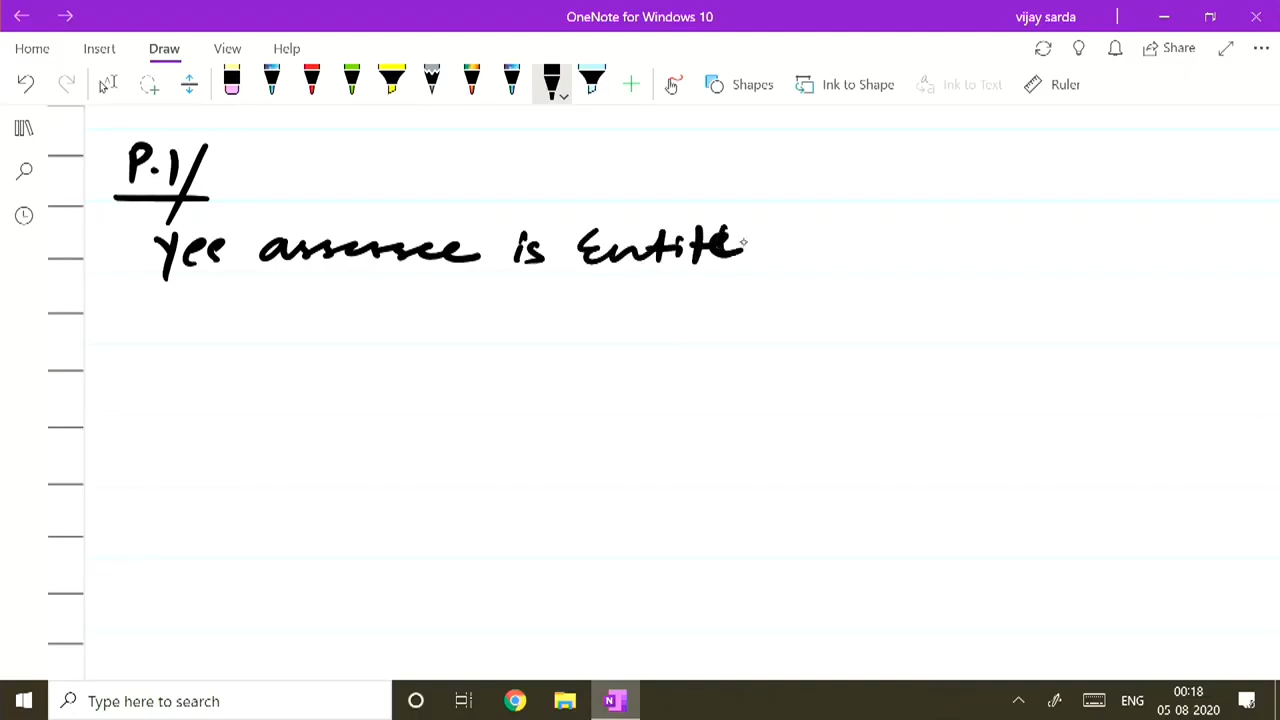 OneNote for Windows 10
vijay sarda
Home Insert Draw View Help
Share
Shapes
Ink to Shape
Ink to Text
Ruler
P.1/
yes assessee is Entitle
Type here to search
ENG
00:18
05 08 2020
3